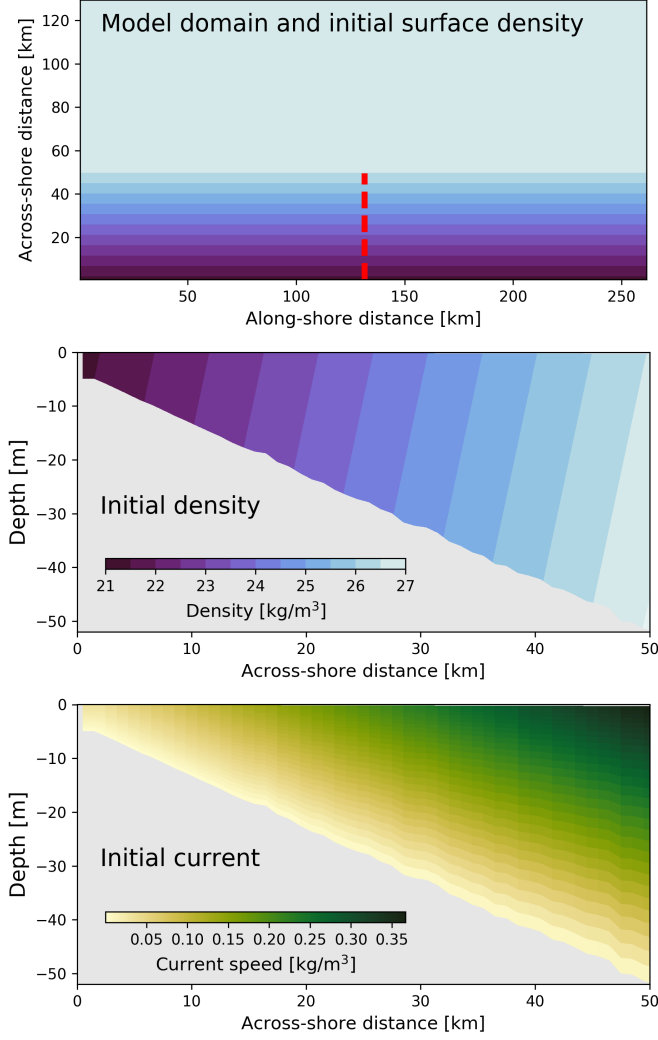 Model domain and initial surface density
Across-shore distance [km]
120
100
80
60
40
20
50 100 150 200 250
Along-shore distance [km]
Depth [m]
0
−10
−20
−30
−40
−50
Initial density
21 22 23 24 25 26 27
Density [kg/m³]
0 10 20 30 40 50
Across-shore distance [km]
Depth [m]
0
−10
−20
−30
−40
−50
Initial current
0.05 0.10 0.15 0.20 0.25 0.30 0.35
Current speed [kg/m³]
0 10 20 30 40 50
Across-shore distance [km]